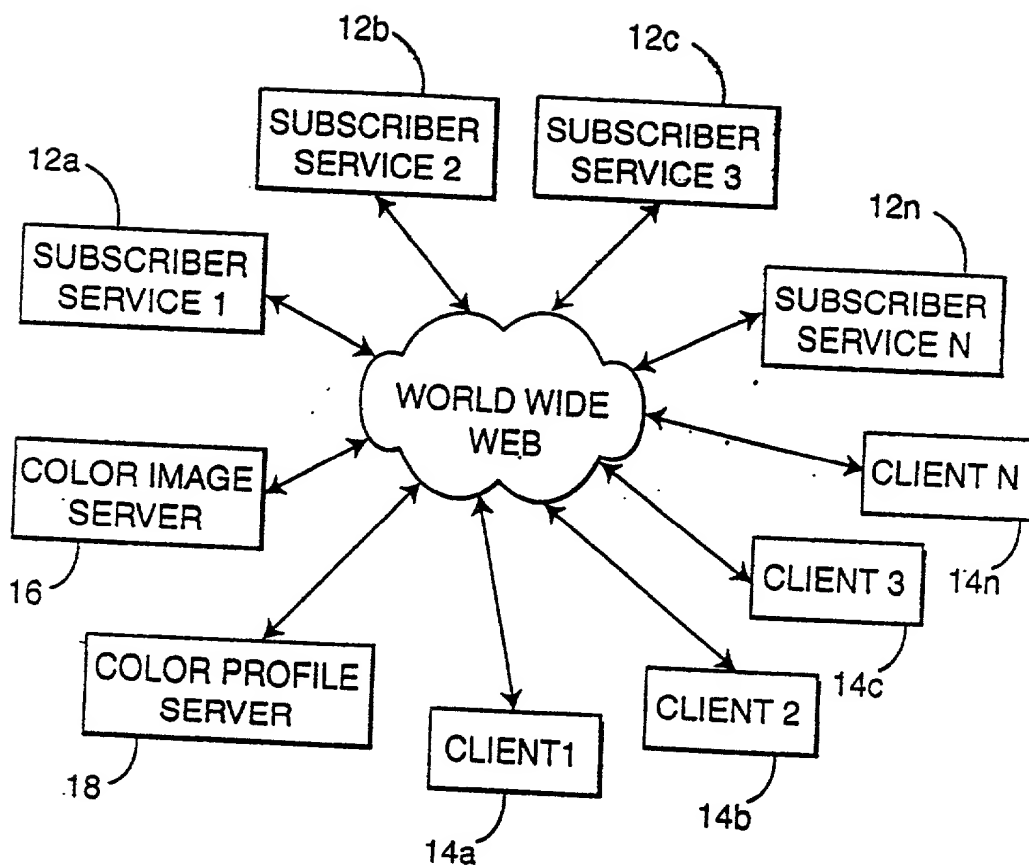 12b
12c
SUBSCRIBER
SERVICE 2
SUBSCRIBER
SERVICE 3
12a
12n
SUBSCRIBER
SERVICE 1
SUBSCRIBER
SERVICE N
WORLD WIDE
WEB
COLOR IMAGE
SERVER
CLIENT N
16
CLIENT 3
14n
COLOR PROFILE
SERVER
14c
CLIENT 2
CLIENT1
18
14b
14a